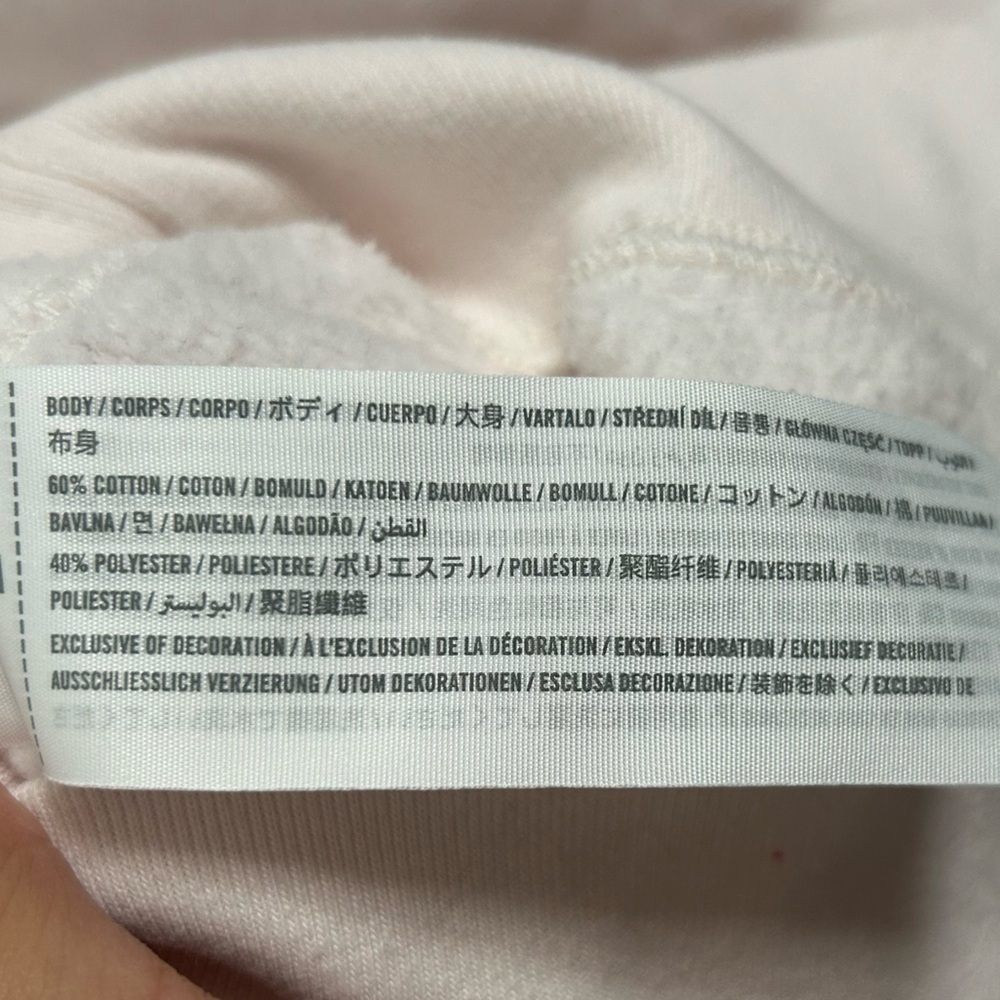 BODY / CORPS / CORPO / ボディ / CUERPO / 大身 / VARTALO / STŘEDNÍ DÍL / 몸통 / GŁÓWNA CZĘŚĆ / TOPP /
布身
60% COTTON / COTON / BOMULD / KATOEN / BAUMWOLLE / BOMULL / COTONE / コットン / ALGODÓN / 棉 / PUUVILLAN /
BAVLNA / 면 / BAWEŁNA / ALGODÃO / القطن
40% POLYESTER / POLIESTERE / ポリエステル / POLIÉSTER / 聚酯纤维 / POLYESTERIÄ / 폴리에스테르 /
POLIESTER / البوليستر / 聚脂纖維
EXCLUSIVE OF DECORATION / À L'EXCLUSION DE LA DÉCORATION / EKSKL. DEKORATION / EXCLUSIEF DECORATIE /
AUSSCHLIESSLICH VERZIERUNG / UTOM DEKORATIONEN / ESCLUSA DECORAZIONE / 装飾を除く / EXCLUSIVO DE